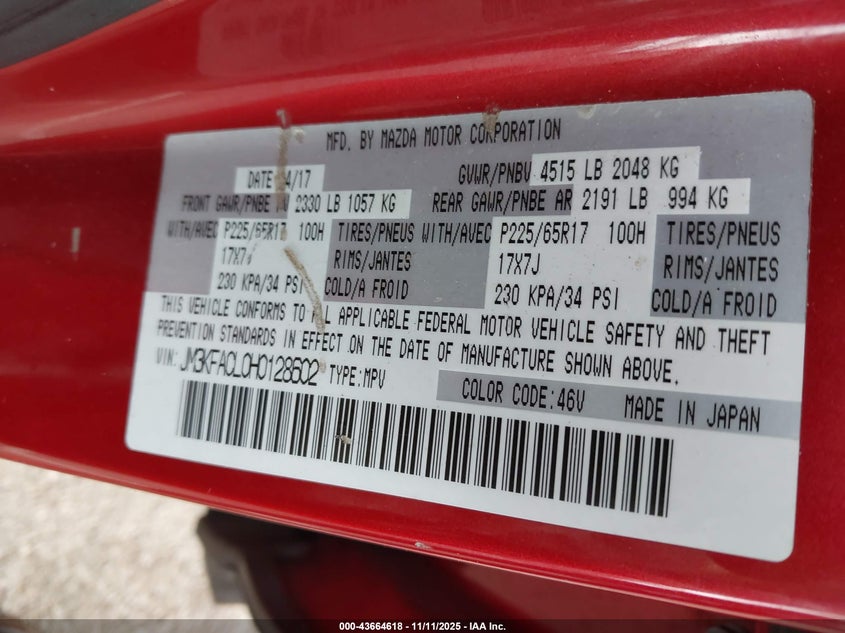 MFD. BY MAZDA MOTOR CORPORATION
DATE 4/17 GVWR/PNBV 4515 LB 2048 KG
FRONT GAWR/PNBE AV 2330 LB 1057 KG REAR GAWR/PNBE AR 2191 LB 994 KG
WITH/AVEC P225/65R17 100H TIRES/PNEUS WITH/AVEC P225/65R17 100H TIRES/PNEUS
17X7J RIMS/JANTES 17X7J RIMS/JANTES
230 KPA/34 PSI COLD/A FROID 230 KPA/34 PSI COLD/A FROID
THIS VEHICLE CONFORMS TO ALL APPLICABLE FEDERAL MOTOR VEHICLE SAFETY AND THEFT
PREVENTION STANDARDS IN EFFECT ON THE DATE OF MANUFACTURE SHOWN ABOVE.
VIN: JM3KFACL0H0128602 TYPE:MPV
COLOR CODE:46V MADE IN JAPAN
000-43664618 - 11/11/2025 - IAA Inc.